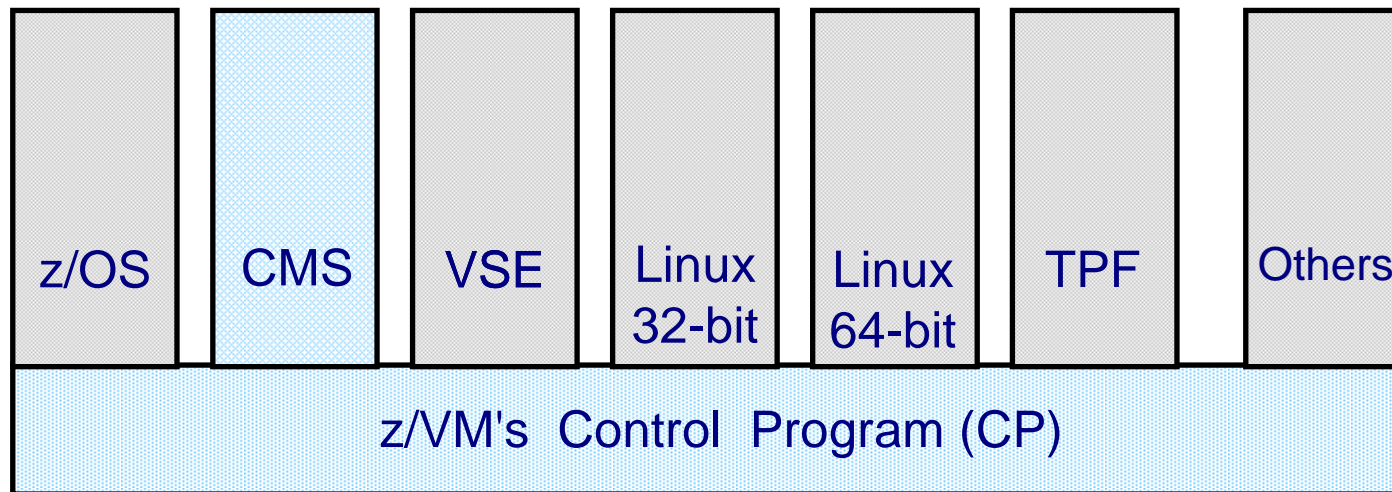 z/OS
CMS
VSE
Linux
32-bit
Linux
64-bit
TPF
Others
z/VM's Control Program (CP)